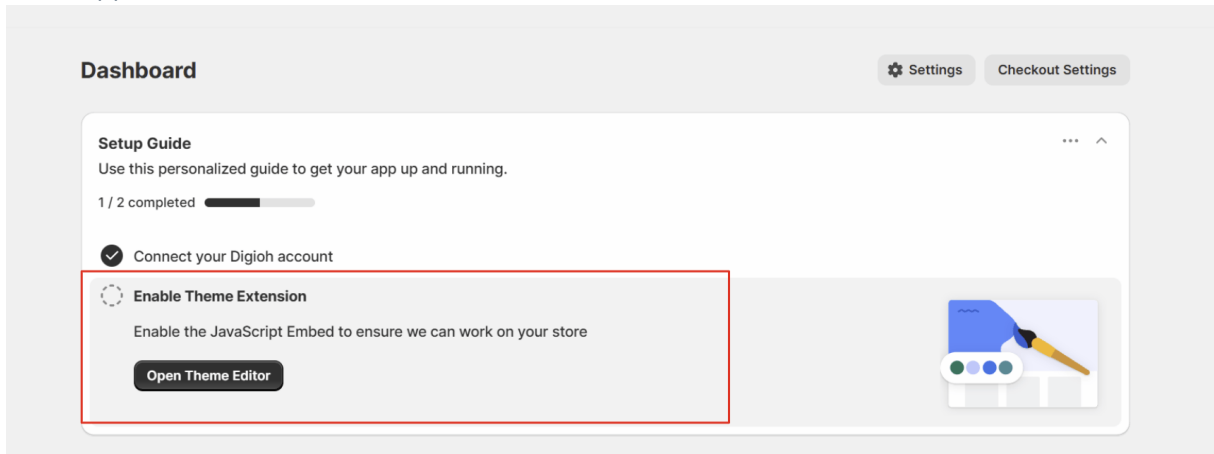 Dashboard
Settings
Checkout Settings
Setup Guide
Use this personalized guide to get your app up and running.
1 / 2 completed
Connect your Digioh account
Enable Theme Extension
Enable the JavaScript Embed to ensure we can work on your store
Open Theme Editor